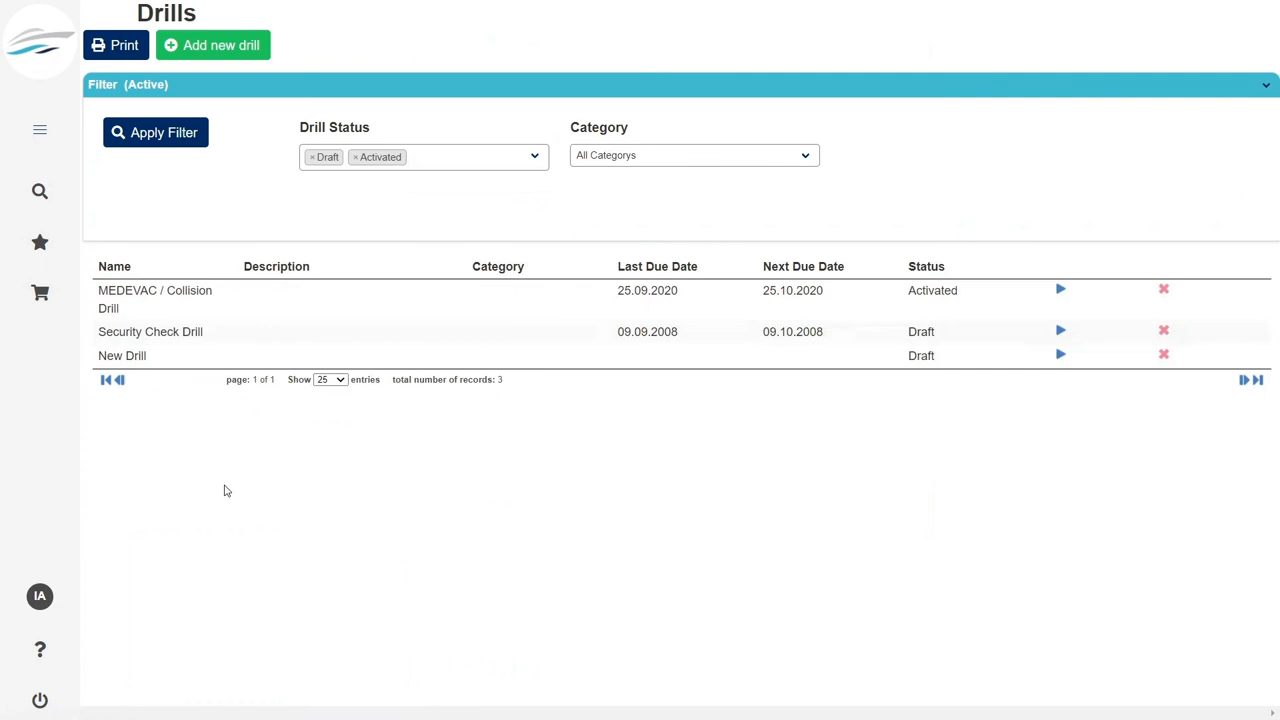 Drills
Print
Add new drill
Filter (Active)
Apply Filter
Drill Status
× Draft × Activated
Category
All Categorys
Name Description Category Last Due Date Next Due Date Status
MEDEVAC / Collision Drill 25.09.2020 25.10.2020 Activated
Security Check Drill 09.09.2008 09.10.2008 Draft
New Drill Draft
page: 1 of 1 Show 25 entries total number of records: 3
IA
?